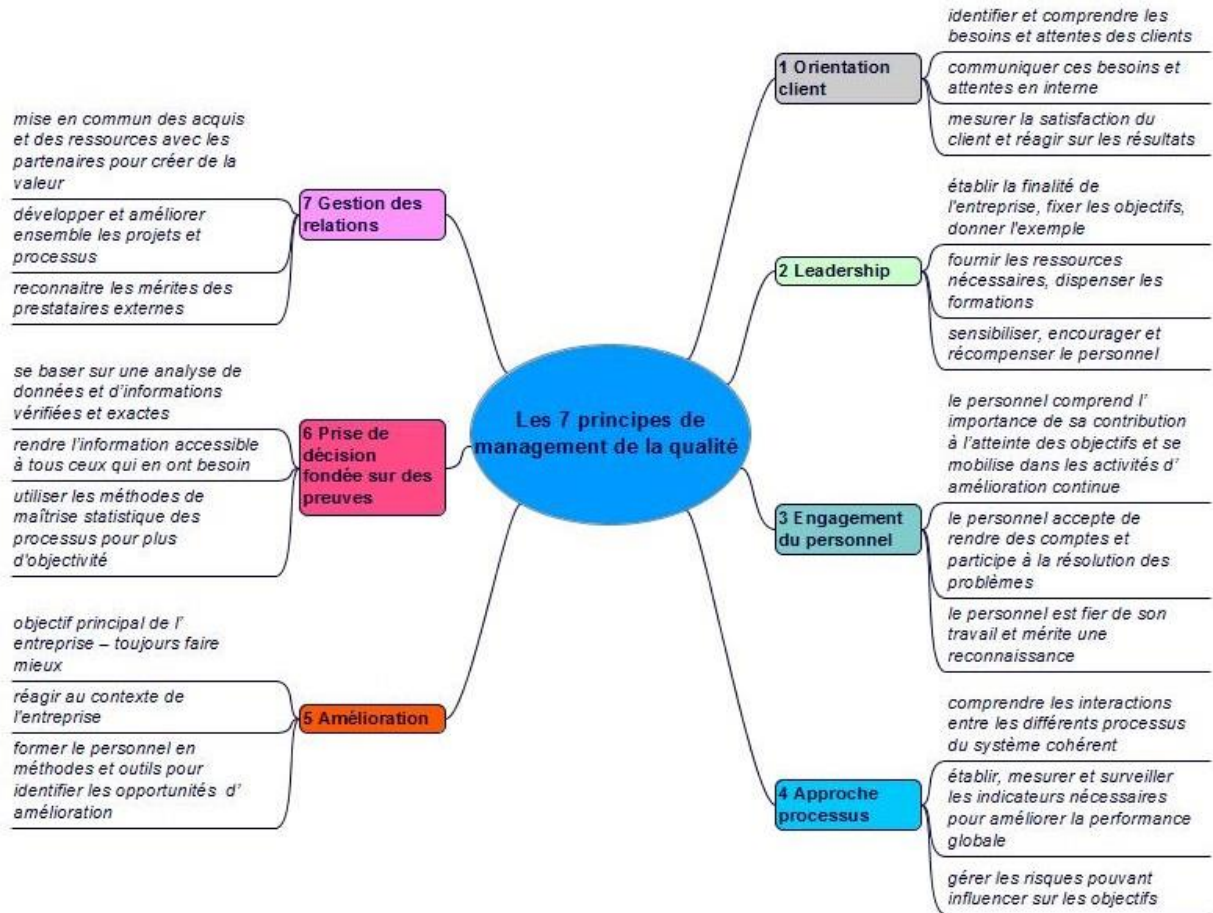 Les 7 principes de
management de la qualité
1 Orientation
client
identifier et comprendre les
besoins et attentes des clients
communiquer ces besoins et
attentes en interne
mesurer la satisfaction du
client et réagir sur les résultats
2 Leadership
établir la finalité de
l'entreprise, fixer les objectifs,
donner l'exemple
fournir les ressources
nécessaires, dispenser les
formations
sensibiliser, encourager et
récompenser le personnel
3 Engagement
du personnel
le personnel comprend l’
importance de sa contribution
à l’atteinte des objectifs et se
mobilise dans les activités d’
amélioration continue
le personnel accepte de
rendre des comptes et
participe à la résolution des
problèmes
le personnel est fier de son
travail et mérite une
reconnaissance
4 Approche
processus
comprendre les interactions
entre les différents processus
du système cohérent
établir, mesurer et surveiller
les indicateurs nécessaires
pour améliorer la performance
globale
gérer les risques pouvant
influencer sur les objectifs
5 Amélioration
objectif principal de l’
entreprise – toujours faire
mieux
réagir au contexte de
l'entreprise
former le personnel en
méthodes et outils pour
identifier les opportunités d’
amélioration
6 Prise de
décision
fondée sur des
preuves
se baser sur une analyse de
données et d’informations
vérifiées et exactes
rendre l’information accessible
à tous ceux qui en ont besoin
utiliser les méthodes de
maîtrise statistique des
processus pour plus
d'objectivité
7 Gestion des
relations
mise en commun des acquis
et des ressources avec les
partenaires pour créer de la
valeur
développer et améliorer
ensemble les projets et
processus
reconnaitre les mérites des
prestataires externes